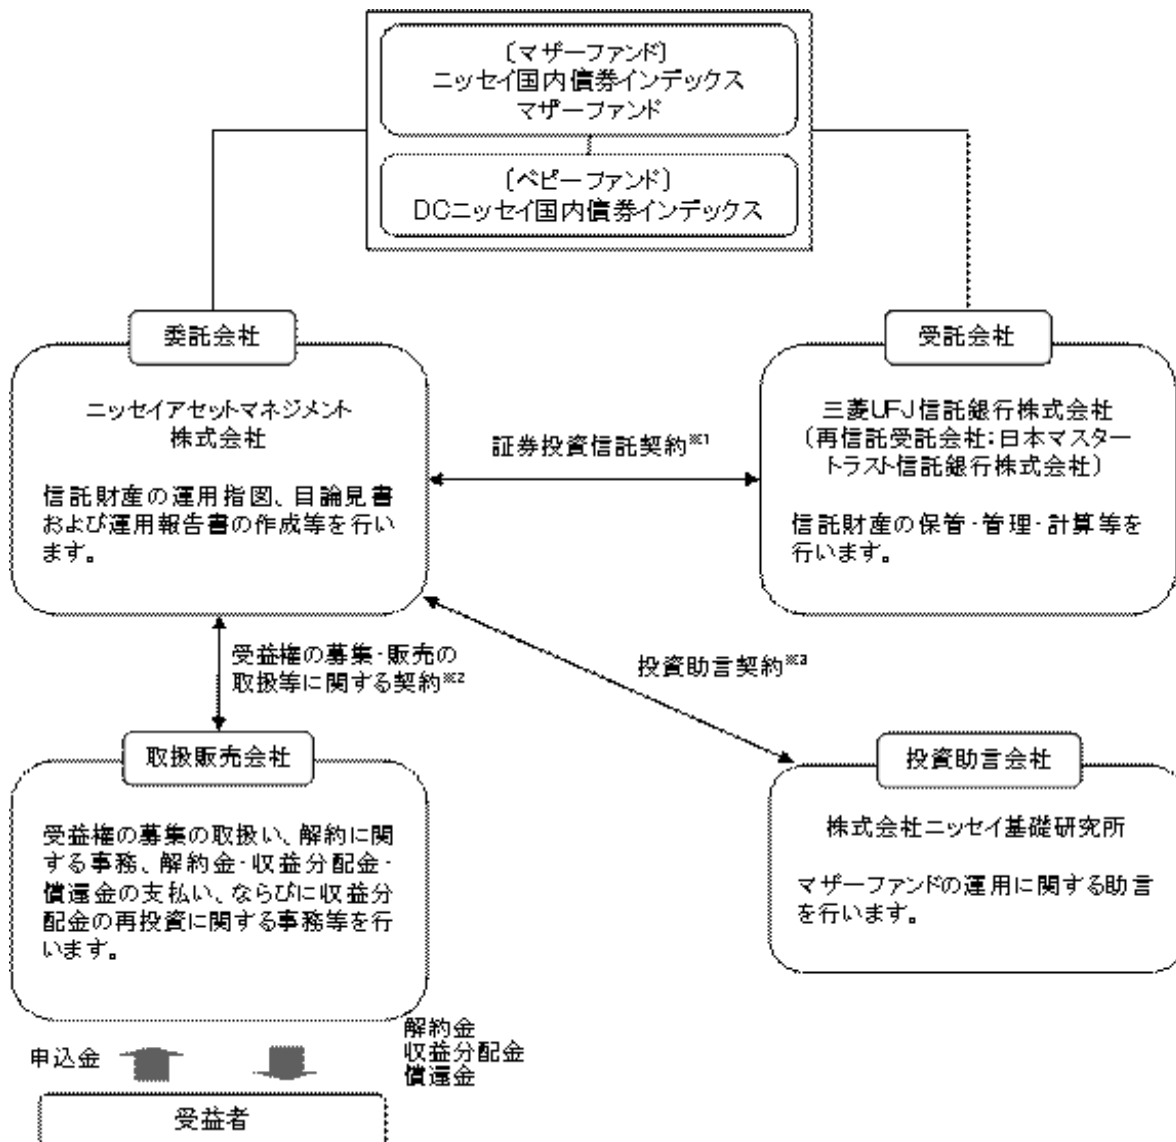 〔マザーファンド〕
ニッセイ国内債券インデックス
マザーファンド
〔ベビーファンド〕
DCニッセイ国内債券インデックス
委託会社
ニッセイアセットマネジメント
株式会社
信託財産の運用指図、目論見書
および運用報告書の作成等を行い
ます。
受託会社
三菱UFJ信託銀行株式会社
（再信託受託会社：日本マスター
トラスト信託銀行株式会社）
信託財産の保管・管理・計算等を
行います。
証券投資信託契約※1
受益権の募集・販売の
取扱等に関する契約※2
投資助言契約※3
取扱販売会社
受益権の募集の取扱い、解約に関
する事務、解約金・収益分配金・
償還金の支払い、ならびに収益分
配金の再投資に関する事務等を行
います。
投資助言会社
株式会社ニッセイ基礎研究所
マザーファンドの運用に関する助言
を行います。
申込金
解約金
収益分配金
償還金
受益者